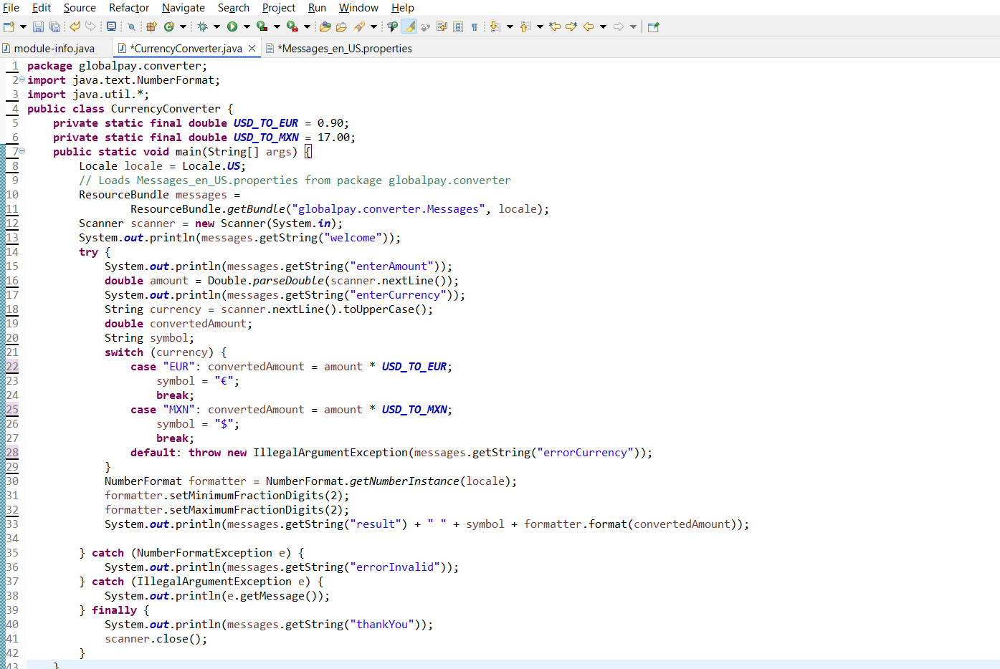 File Edit Source Refactor Navigate Search Project Run Window Help
module-info.java *CurrencyConverter.java *Messages_en_US.properties
1 package globalpay.converter;
2 import java.text.NumberFormat;
3 import java.util.*;
4 public class CurrencyConverter {
5     private static final double USD_TO_EUR = 0.90;
6     private static final double USD_TO_MXN = 17.00;
7     public static void main(String[] args) {
8         Locale locale = Locale.US;
9         // Loads Messages_en_US.properties from package globalpay.converter
10         ResourceBundle messages =
11                 ResourceBundle.getBundle("globalpay.converter.Messages", locale);
12         Scanner scanner = new Scanner(System.in);
13         System.out.println(messages.getString("welcome"));
14         try {
15             System.out.println(messages.getString("enterAmount"));
16             double amount = Double.parseDouble(scanner.nextLine());
17             System.out.println(messages.getString("enterCurrency"));
18             String currency = scanner.nextLine().toUpperCase();
19             double convertedAmount;
20             String symbol;
21             switch (currency) {
22                 case "EUR": convertedAmount = amount * USD_TO_EUR;
23                     symbol = "€";
24                     break;
25                 case "MXN": convertedAmount = amount * USD_TO_MXN;
26                     symbol = "$";
27                     break;
28                 default: throw new IllegalArgumentException(messages.getString("errorCurrency"));
29             }
30             NumberFormat formatter = NumberFormat.getNumberInstance(locale);
31             formatter.setMinimumFractionDigits(2);
32             formatter.setMaximumFractionDigits(2);
33             System.out.println(messages.getString("result") + " " + symbol + formatter.format(convertedAmount));
34
35         } catch (NumberFormatException e) {
36             System.out.println(messages.getString("errorInvalid"));
37         } catch (IllegalArgumentException e) {
38             System.out.println(e.getMessage());
39         } finally {
40             System.out.println(messages.getString("thankYou"));
41             scanner.close();
42         }
43     }